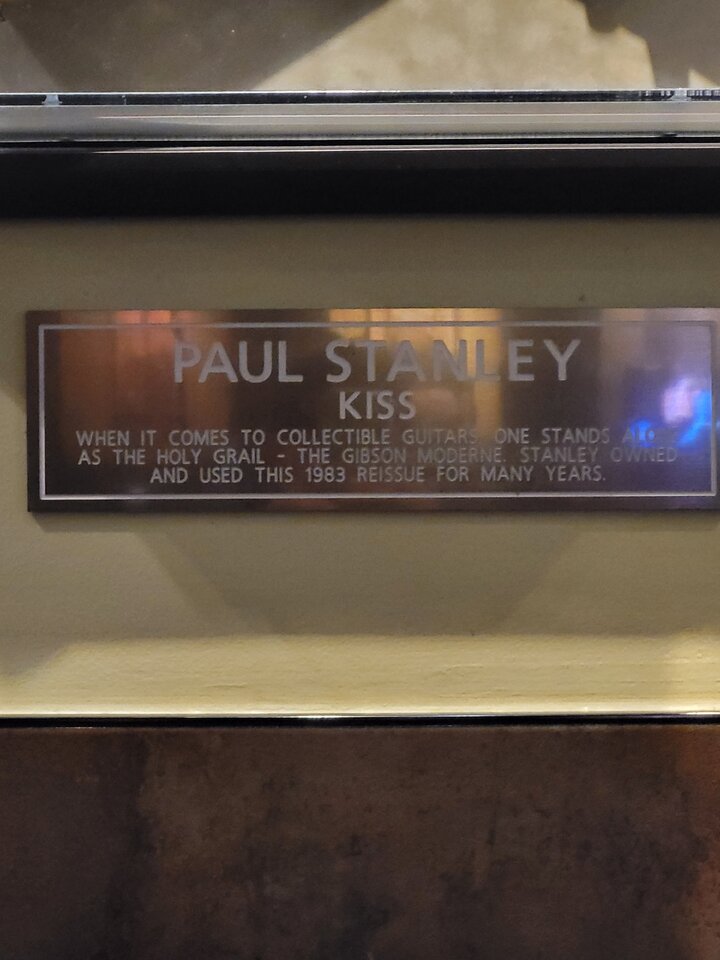 PAUL STANLEY
KISS
WHEN IT COMES TO COLLECTIBLE GUITARS, ONE STANDS ALONE
AS THE HOLY GRAIL - THE GIBSON MODERNE. STANLEY OWNED
AND USED THIS 1983 REISSUE FOR MANY YEARS.